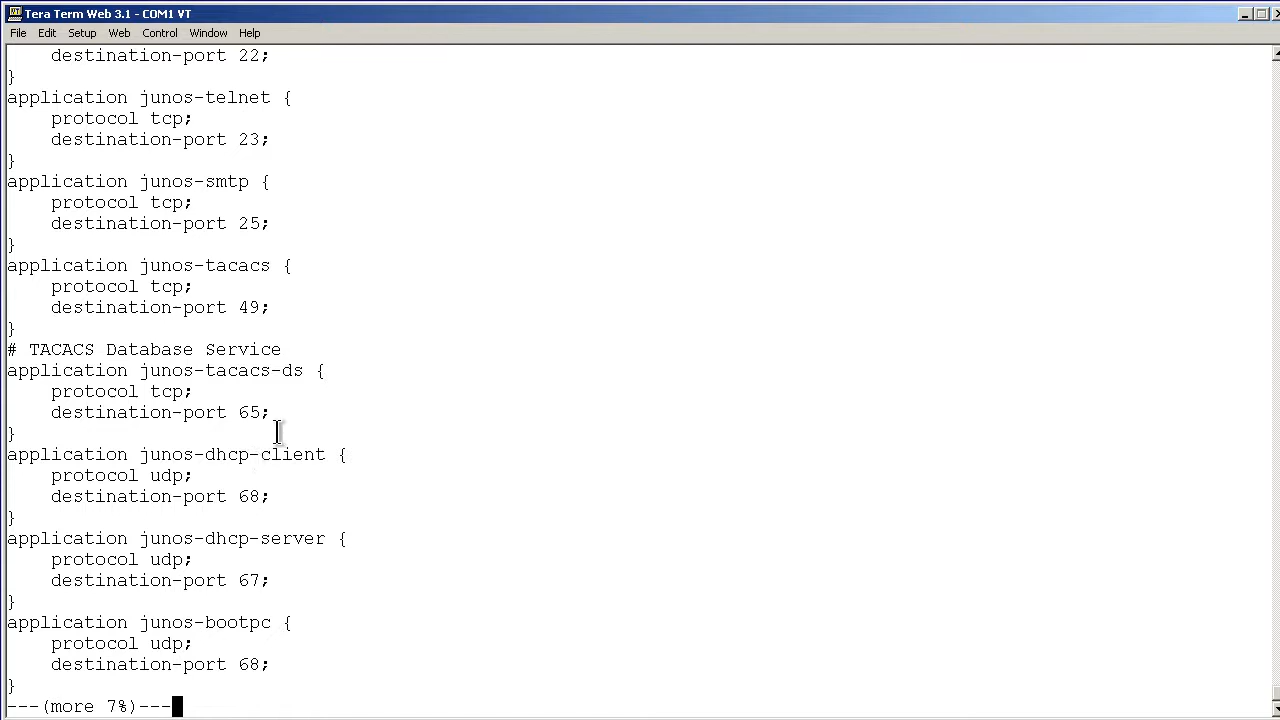 Tera Term Web 3.1 - COM1 VT
File Edit Setup Web Control Window Help
    destination-port 22;
}
application junos-telnet {
    protocol tcp;
    destination-port 23;
}
application junos-smtp {
    protocol tcp;
    destination-port 25;
}
application junos-tacacs {
    protocol tcp;
    destination-port 49;
}
# TACACS Database Service
application junos-tacacs-ds {
    protocol tcp;
    destination-port 65;
}
application junos-dhcp-client {
    protocol udp;
    destination-port 68;
}
application junos-dhcp-server {
    protocol udp;
    destination-port 67;
}
application junos-bootpc {
    protocol udp;
    destination-port 68;
}
---(more 7%)---